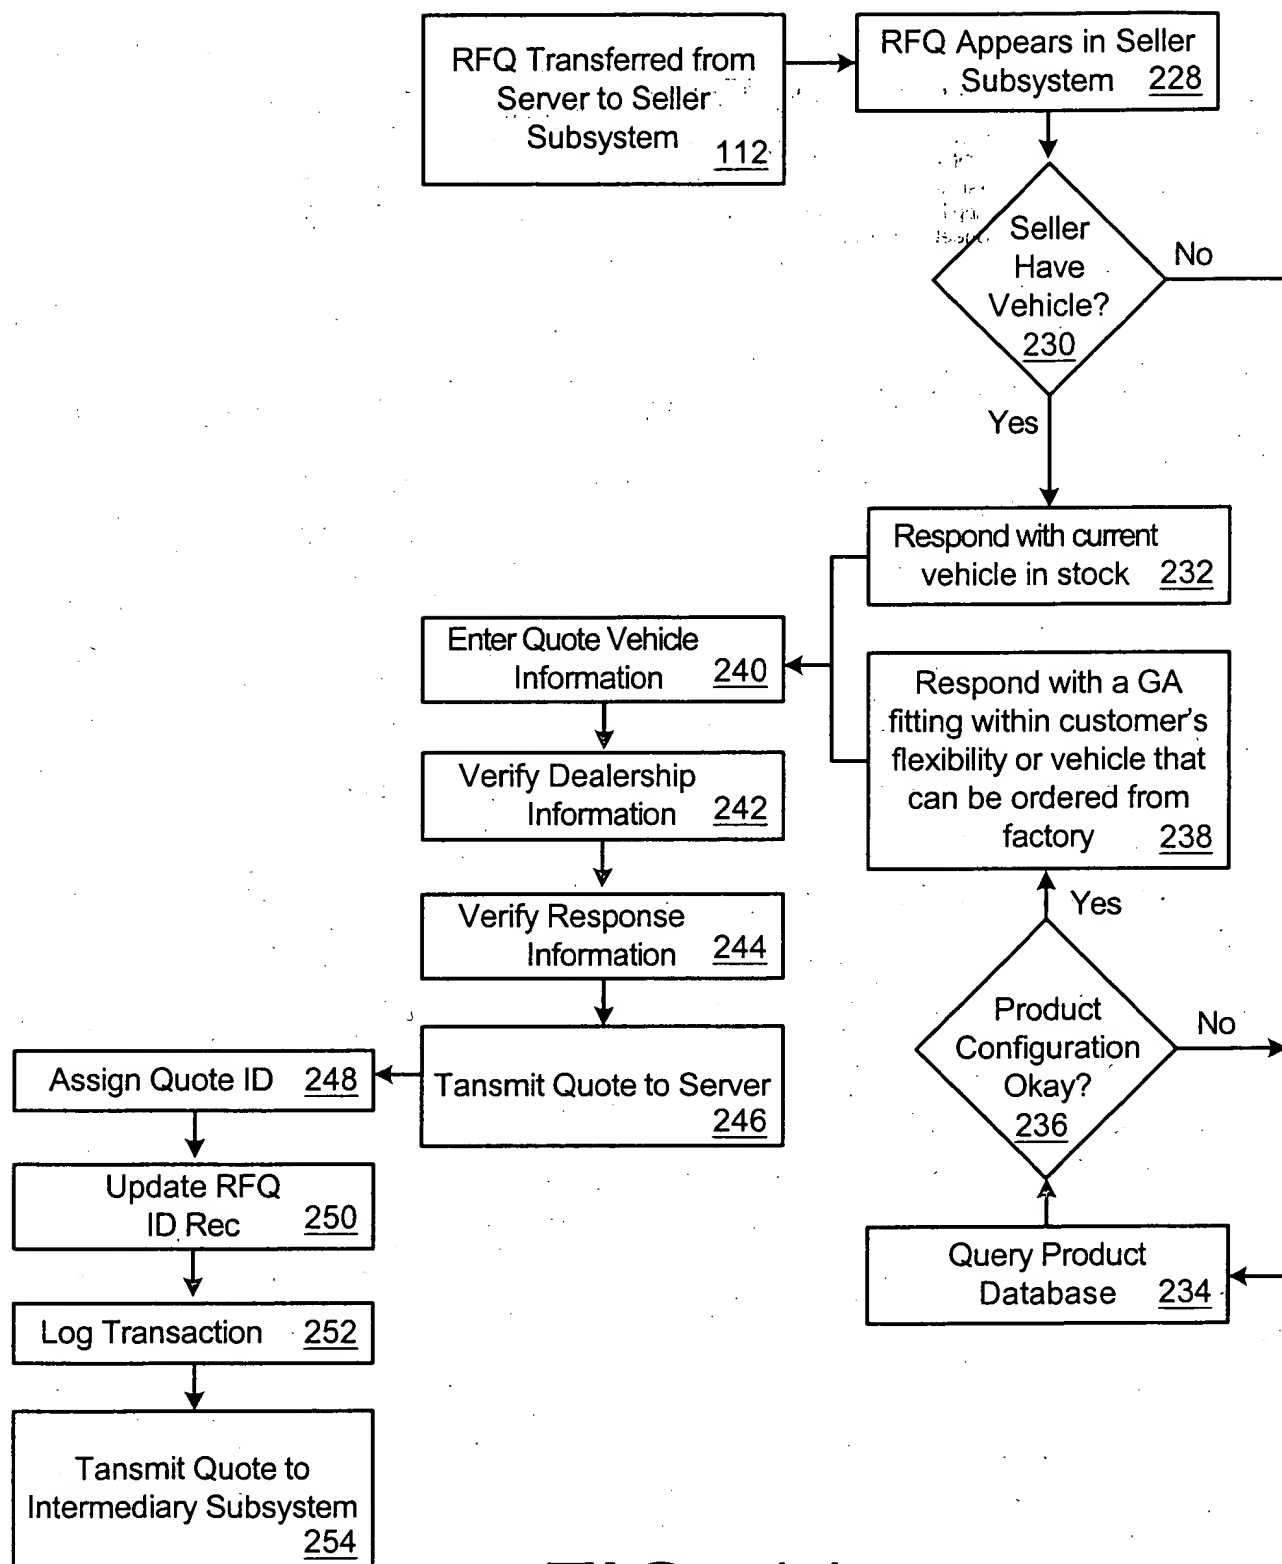 RFQ Transferred from
Server to Seller
Subsystem
112
RFQ Appears in Seller
Subsystem 228
Seller
Have
Vehicle?
230
No
Yes
Respond with current
vehicle in stock 232
Respond with a GA
fitting within customer's
flexibility or vehicle that
can be ordered from
factory 238
Yes
Product
Configuration
Okay?
236
No
Query Product
Database 234
Enter Quote Vehicle
Information 240
Verify Dealership
Information 242
Verify Response
Information 244
Tansmit Quote to Server
246
Assign Quote ID 248
Update RFQ
ID Rec 250
Log Transaction 252
Tansmit Quote to
Intermediary Subsystem
254